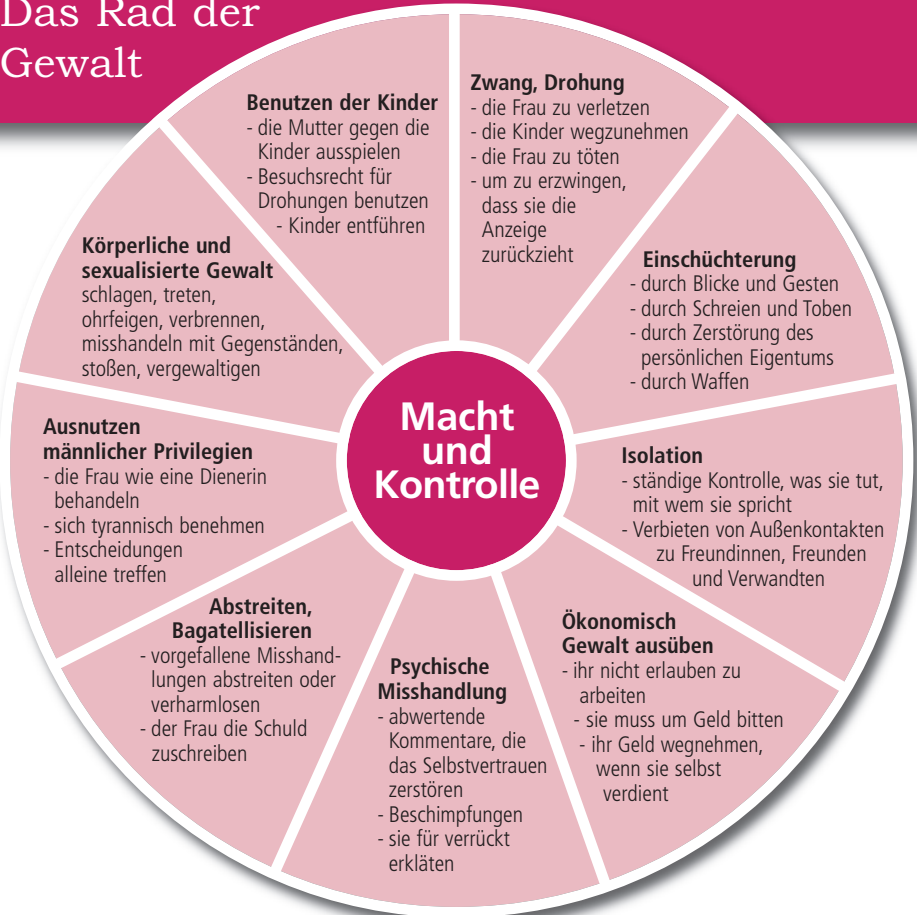 Das Rad der
Gewalt
Benutzen der Kinder
- die Mutter gegen die
Kinder ausspielen
- Besuchsrecht für
Drohungen benutzen
- Kinder entführen
Zwang, Drohung
- die Frau zu verletzen
- die Kinder wegzunehmen
- die Frau zu töten
- um zu erzwingen,
dass sie die
Anzeige
zurückzieht
Einschüchterung
- durch Blicke und Gesten
- durch Schreien und Toben
- durch Zerstörung des
persönlichen Eigentums
- durch Waffen
Isolation
- ständige Kontrolle, was sie tut,
mit wem sie spricht
- Verbieten von Außenkontakten
zu Freundinnen, Freunden
und Verwandten
Ökonomisch
Gewalt ausüben
- ihr nicht erlauben zu
arbeiten
- sie muss um Geld bitten
- ihr Geld wegnehmen,
wenn sie selbst
verdient
Psychische
Misshandlung
- abwertende
Kommentare, die
das Selbstvertrauen
zerstören
- Beschimpfungen
- sie für verrückt
erkläten
Abstreiten,
Bagatellisieren
- vorgefallene Misshand-
lungen abstreiten oder
verharmlosen
- der Frau die Schuld
zuschreiben
Ausnutzen
männlicher Privilegien
- die Frau wie eine Dienerin
behandeln
- sich tyrannisch benehmen
- Entscheidungen
alleine treffen
Körperliche und
sexualisierte Gewalt
schlagen, treten,
ohrfeigen, verbrennen,
misshandeln mit Gegenständen,
stoßen, vergewaltigen
Macht
und
Kontrolle